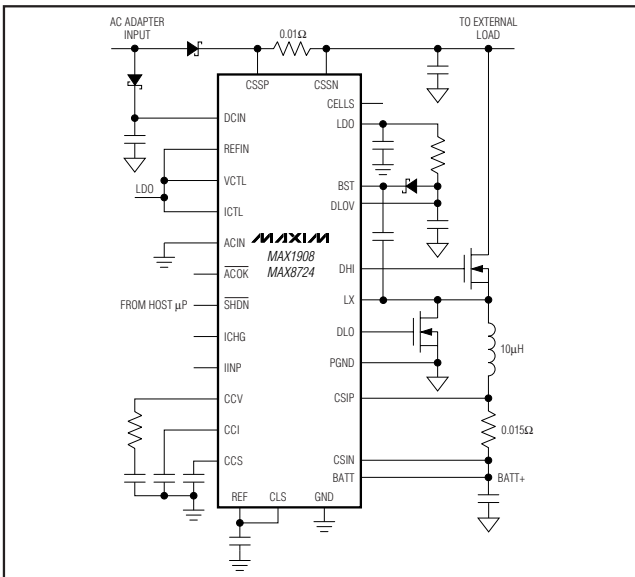 AC ADAPTER
INPUT
0.01Ω
TO EXTERNAL
LOAD
CSSP
CSSN
CELLS
LDO
DCIN
REFIN
VCTL
LDO
ICTL
BST
DLOV
ACIN
MAXIM
MAX1908
MAX8724
ACOK
DHI
FROM HOST μP
SHDN
LX
ICHG
DLO
10μH
IINP
PGND
CCV
CSIP
0.015Ω
CCI
CCS
CSIN
BATT
BATT+
REF
CLS
GND